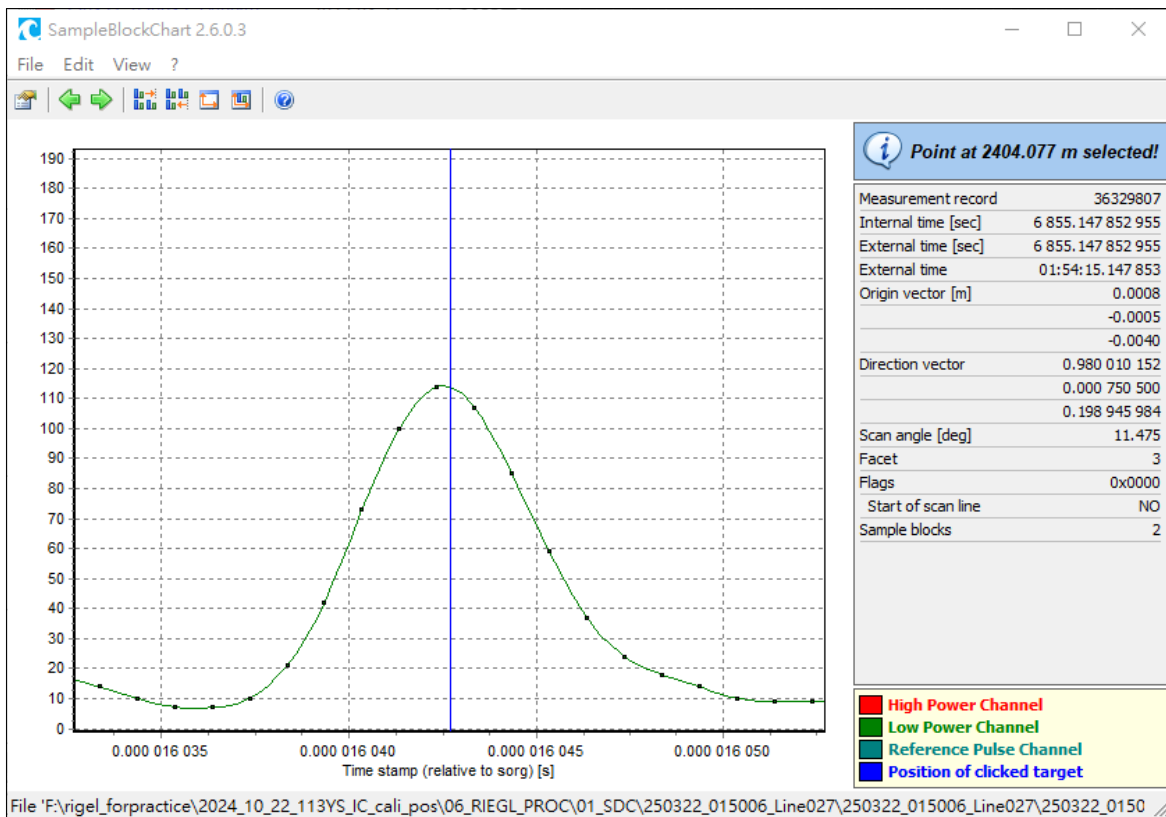 SampleBlockChart 2.6.0.3
File Edit View ?
Point at 2404.077 m selected!
190
180
170
160
150
140
130
120
110
100
90
80
70
60
50
40
30
20
10
0
0.000 016 035 0.000 016 040 0.000 016 045 0.000 016 050
Time stamp (relative to sorg) [s]
Measurement record 36329807
Internal time [sec] 6 855.147 852 955
External time [sec] 6 855.147 852 955
External time 01:54:15.147 853
Origin vector [m] 0.0008
-0.0005
-0.0040
Direction vector 0.980 010 152
0.000 750 500
0.198 945 984
Scan angle [deg] 11.475
Facet 3
Flags 0x0000
Start of scan line NO
Sample blocks 2
High Power Channel
Low Power Channel
Reference Pulse Channel
Position of clicked target
File 'F:\rigel_forpractice\2024_10_22_113YS_IC_cali_pos\06_RIEGL_PROC\01_SDC\250322_015006_Line027\250322_015006_Line027\250322_0150